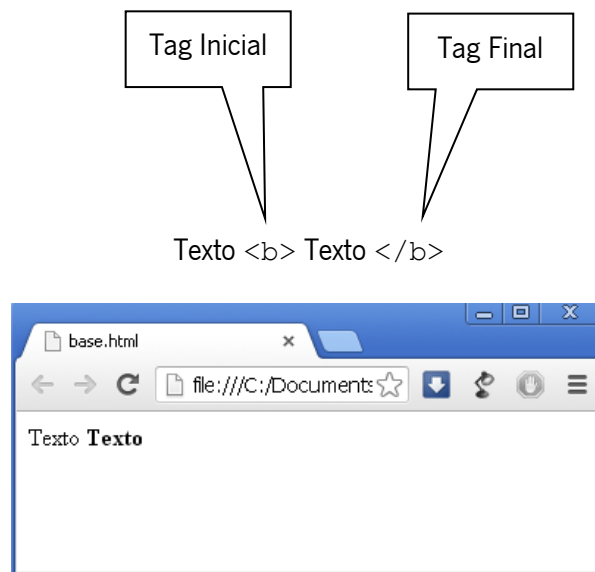 Tag Inicial
Tag Final
Texto <b> Texto </b>
base.html
file:///C:/Documents
Texto Texto